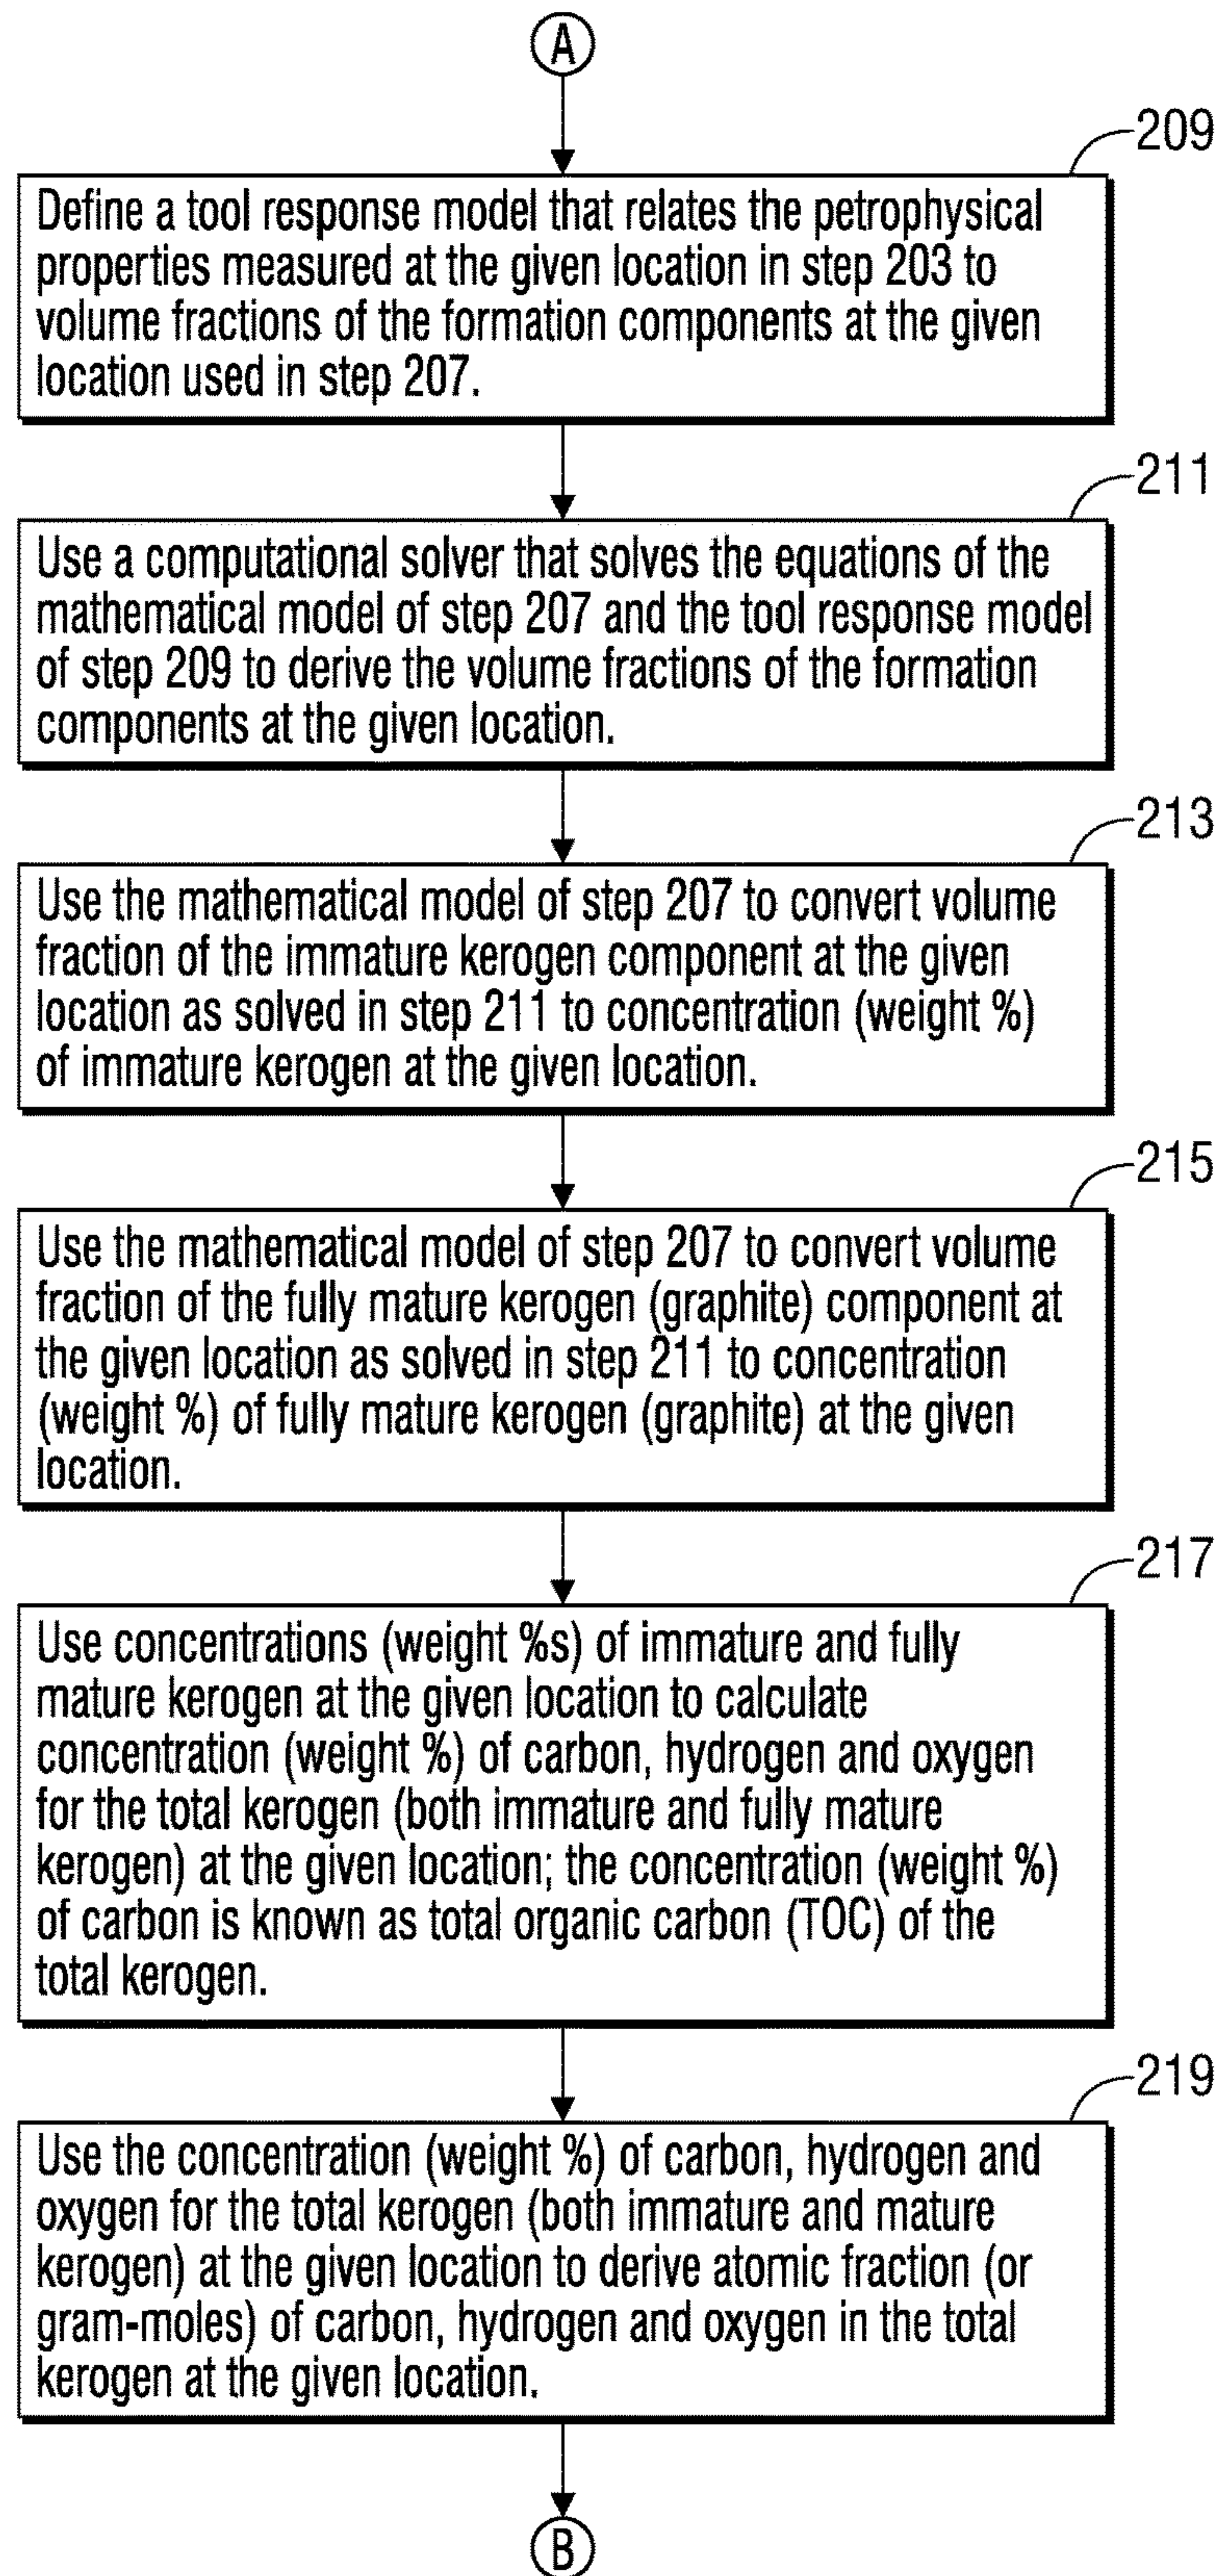 A
209
Define a tool response model that relates the petrophysical
properties measured at the given location in step 203 to
volume fractions of the formation components at the given
location used in step 207.
211
Use a computational solver that solves the equations of the
mathematical model of step 207 and the tool response model
of step 209 to derive the volume fractions of the formation
components at the given location.
213
Use the mathematical model of step 207 to convert volume
fraction of the immature kerogen component at the given
location as solved in step 211 to concentration (weight %)
of immature kerogen at the given location.
215
Use the mathematical model of step 207 to convert volume
fraction of the fully mature kerogen (graphite) component at
the given location as solved in step 211 to concentration
(weight %) of fully mature kerogen (graphite) at the given
location.
217
Use concentrations (weight %s) of immature and fully
mature kerogen at the given location to calculate
concentration (weight %) of carbon, hydrogen and oxygen
for the total kerogen (both immature and fully mature
kerogen) at the given location; the concentration (weight %)
of carbon is known as total organic carbon (TOC) of the
total kerogen.
219
Use the concentration (weight %) of carbon, hydrogen and
oxygen for the total kerogen (both immature and mature
kerogen) at the given location to derive atomic fraction (or
gram-moles) of carbon, hydrogen and oxygen in the total
kerogen at the given location.
B